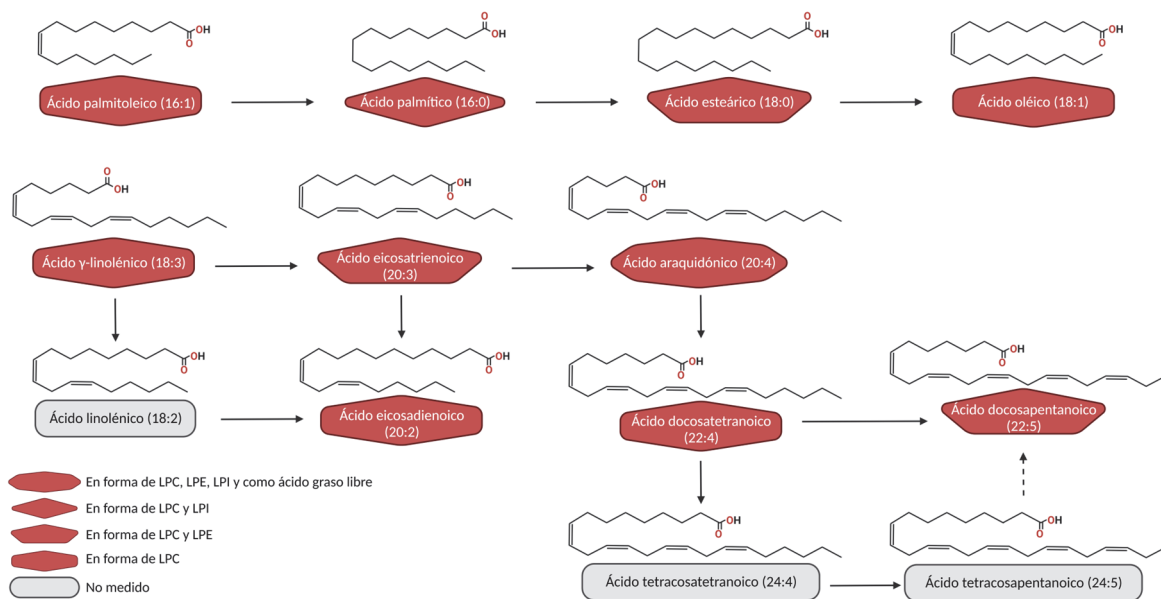 O
OH
O
OH
O
OH
OH
O
Ácido palmitoleico (16:1)
Ácido palmítico (16:0)
Ácido esteárico (18:0)
Ácido oléico (18:1)
O
OH
OH
O
OH
O
Ácido γ-linolénico (18:3)
Ácido eicosatrienoico
(20:3)
Ácido araquidónico (20:4)
OH
O
OH
O
OH
O
OH
O
Ácido linolénico (18:2)
Ácido eicosadienoico
(20:2)
Ácido docosatetranoico
(22:4)
Ácido docosapentanoico
(22:5)
En forma de LPC, LPE, LPI y como ácido graso libre
En forma de LPC y LPI
En forma de LPC y LPE
En forma de LPC
No medido
OH
O
OH
O
Ácido tetracosatetranoico (24:4)
Ácido tetracosapentanoico (24:5)